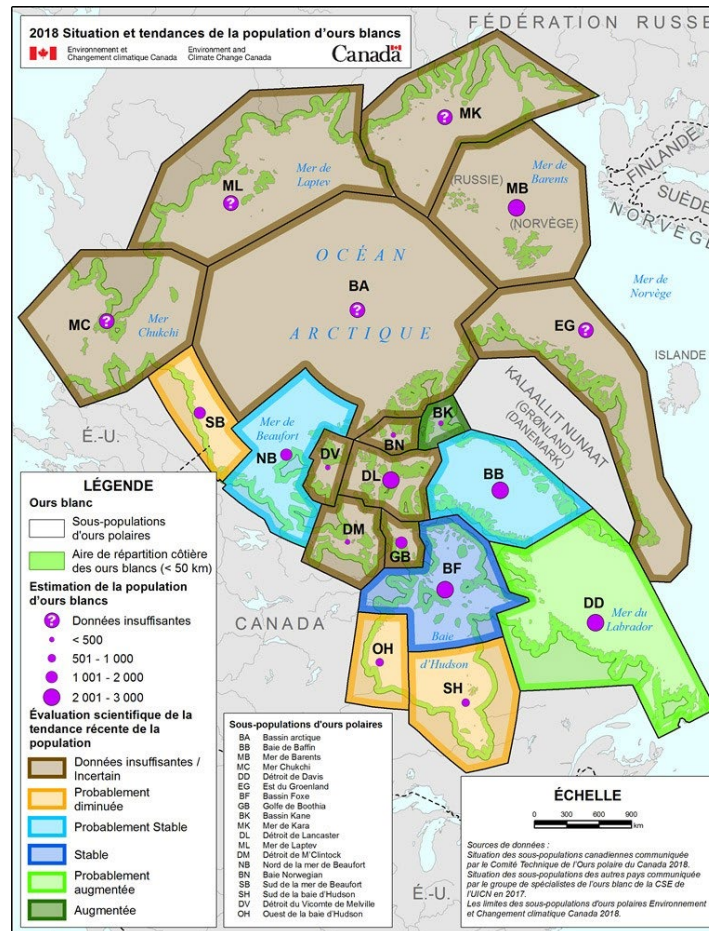 2018 Situation et tendances de la population d'ours blancs
Environnement et
Changement climatique Canada
Environment and
Climate Change Canada
Canada
FÉDÉRATION RUSSE
MK
Mer de
Laptev
ML
(RUSSIE)
MB
Mer de
Barents
(NORVÈGE)
FINLANDE
SUÈDE
NORVÈGE
OCÉAN
BA
ARCTIQUE
MC
Mer
Chukchi
EG
Mer de
Norvège
ISLANDE
KALAALLIT NUNAAT
(GRØNLAND)
(DANEMARK)
É.-U.
SB
Mer de
Beaufort
NB
DV
BN
BK
DL
BB
DM
GB
BF
DD
Mer du
Labrador
CANADA
Baie
d'Hudson
OH
SH
É.-U.
LÉGENDE
Ours blanc
Sous-populations
d'ours polaires
Aire de répartition côtière
des ours blancs (< 50 km)
Estimation de la population
d'ours blancs
? Données insuffisantes
< 500
501 - 1 000
1 001 - 2 000
2 001 - 3 000
Évaluation scientifique de la
tendance récente de la
population
Données insuffisantes /
Incertain
Probablement
diminuée
Probablement Stable
Stable
Probablement
augmentée
Augmentée
Sous-populations d'ours polaires
BA Bassin arctique
BB Baie de Baffin
MB Mer de Barents
MC Mer Chukchi
DD Détroit de Davis
EG Est du Groenland
BF Bassin Foxe
GB Golfe de Boothia
BK Bassin Kane
MK Mer de Kara
DL Détroit de Lancaster
ML Mer de Laptev
DM Détroit de M'Clintock
NB Nord de la mer de Beaufort
BN Baie Norwegian
SB Sud de la mer de Beaufort
SH Sud de la baie d'Hudson
DV Détroit du Vicomte de Melville
OH Ouest de la baie d'Hudson
ÉCHELLE
0 300 600 900
km
Sources de données :
Situation des sous-populations canadiennes communiquée
par le Comité Technique de l'Ours polaire du Canada 2018.
Situation des sous-populations des autres pays communiquée
par le groupe de spécialistes de l'ours blanc de la CSE de
l'UICN en 2017.
Les limites des sous-populations d'ours polaires Environnement
et Changement climatique Canada 2018.